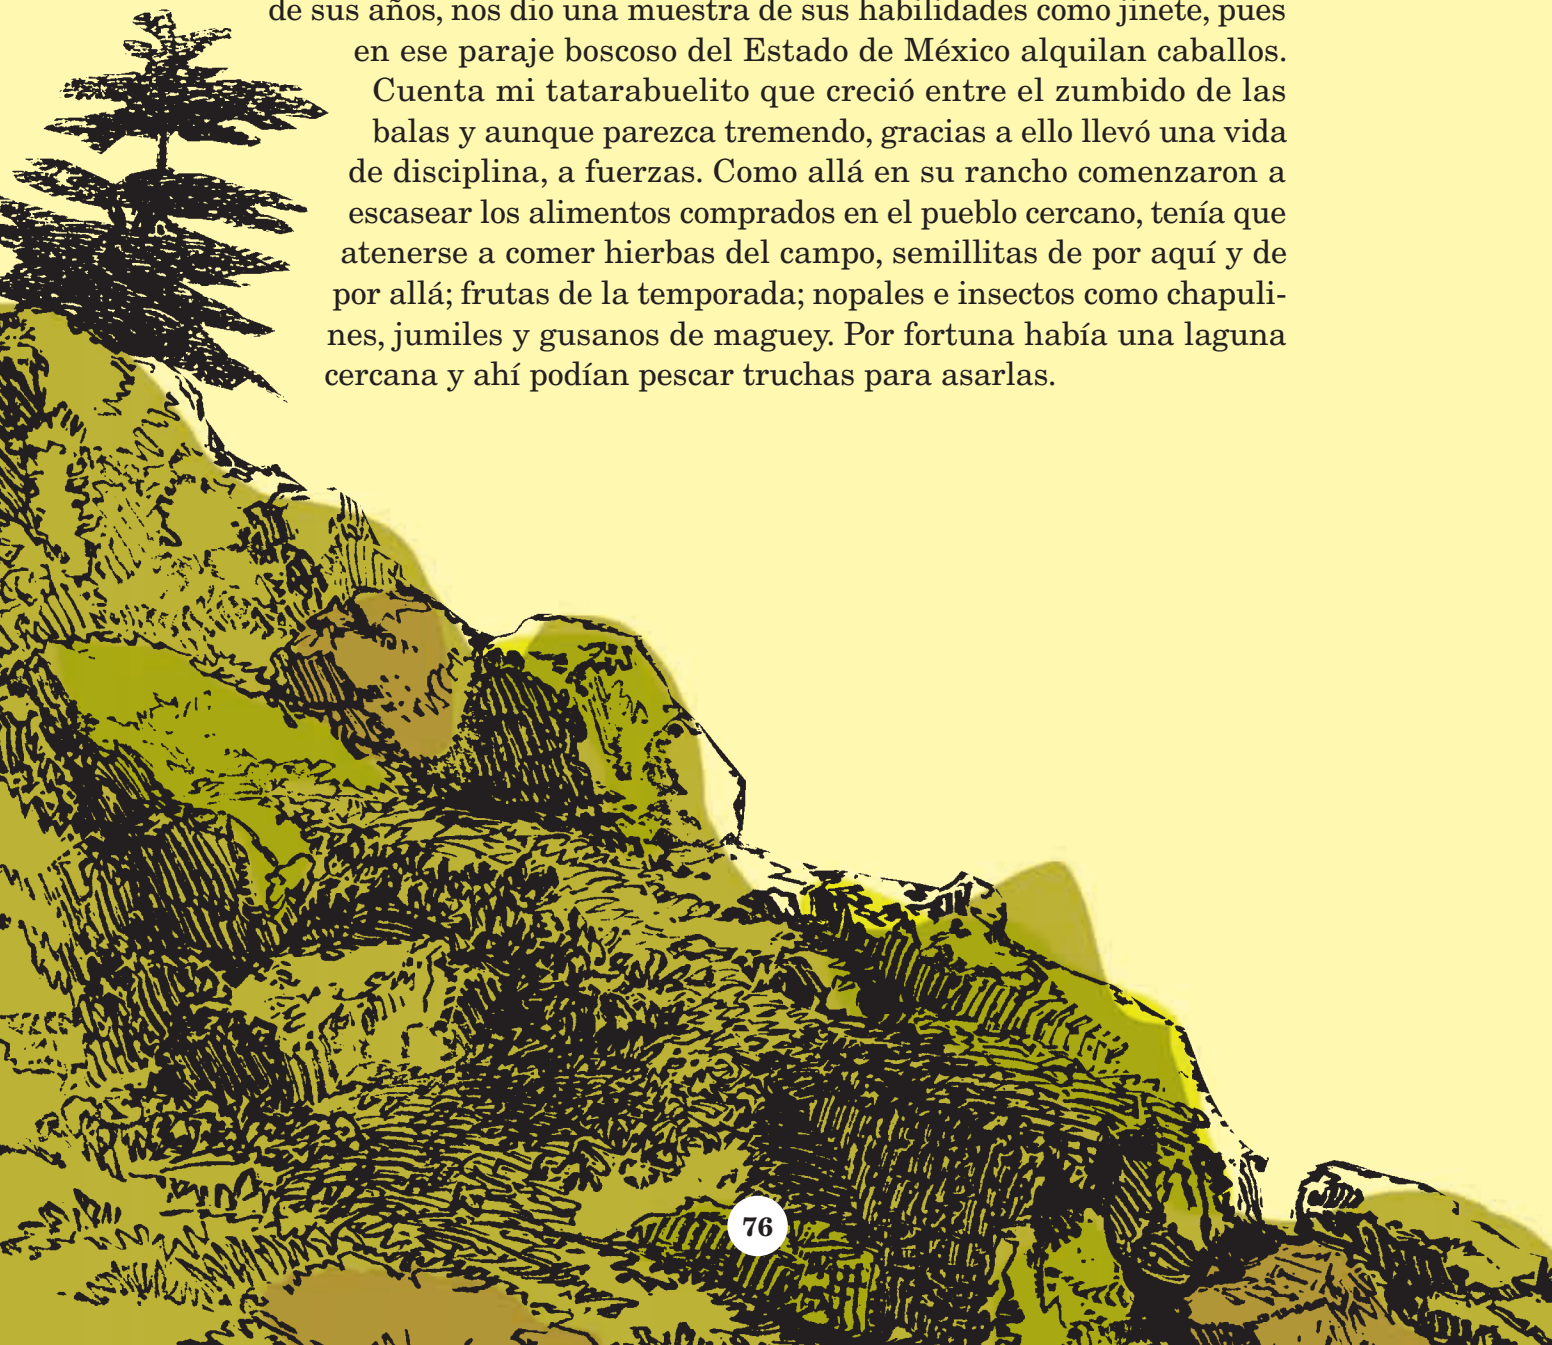 de sus años, nos dio una muestra de sus habilidades como jinete, pues
en ese paraje boscoso del Estado de México alquilan caballos.
Cuenta mi tatarabuelito que creció entre el zumbido de las
balas y aunque parezca tremendo, gracias a ello llevó una vida
de disciplina, a fuerzas. Como allá en su rancho comenzaron a
escasear los alimentos comprados en el pueblo cercano, tenía que
atenerse a comer hierbas del campo, semillitas de por aquí y de
por allá; frutas de la temporada; nopales e insectos como chapuli-
nes, jumiles y gusanos de maguey. Por fortuna había una laguna
cercana y ahí podían pescar truchas para asarlas.
76